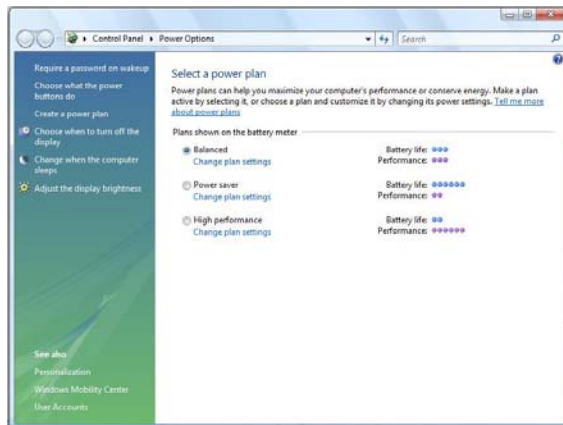 Control Panel ▸ Power Options
Search
Require a password on wakeup
Choose what the power
buttons do
Create a power plan
Choose when to turn off the
display
Change when the computer
sleeps
Adjust the display brightness
See also
Personalization
Windows Mobility Center
User Accounts
Select a power plan
Power plans can help you maximize your computer's performance or conserve energy. Make a plan
active by selecting it, or choose a plan and customize it by changing its power settings. Tell me more
about power plans
Plans shown on the battery meter
Balanced Battery life:
Change plan settings Performance:
Power saver Battery life:
Change plan settings Performance:
High performance Battery life:
Change plan settings Performance: